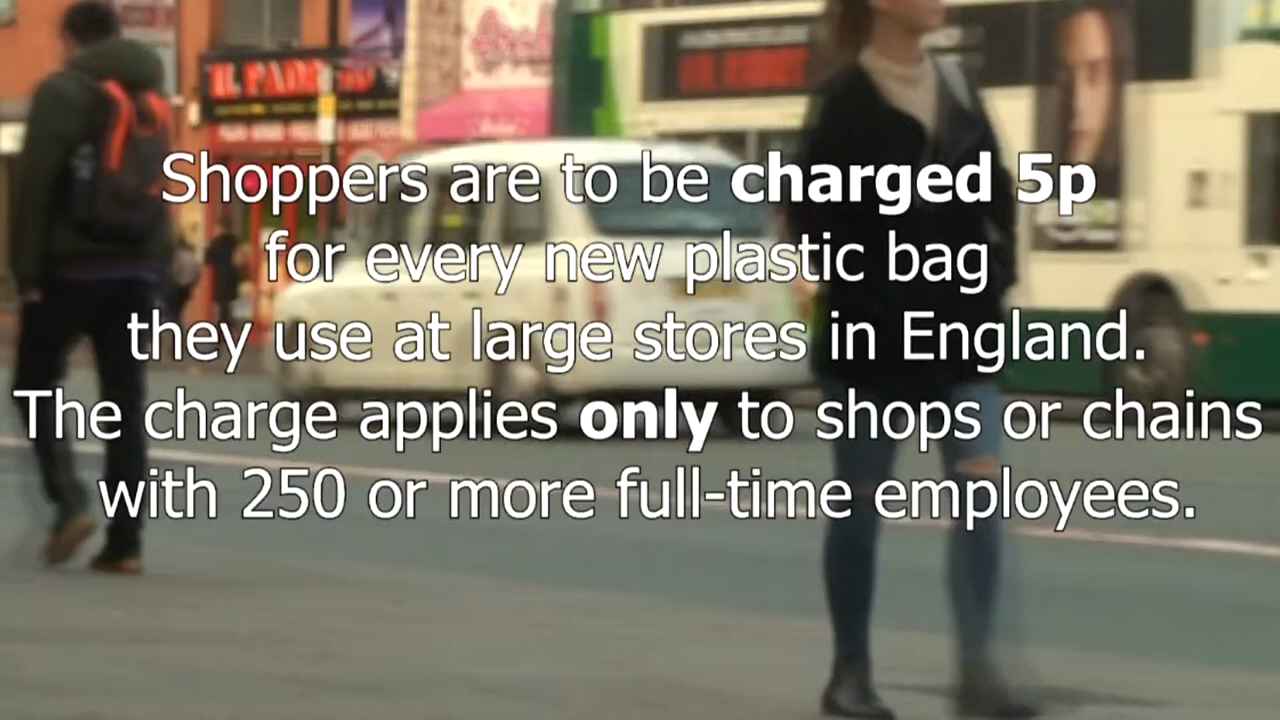 Shoppers are to be charged 5p
for every new plastic bag
they use at large stores in England.
The charge applies only to shops or chains
with 250 or more full-time employees.